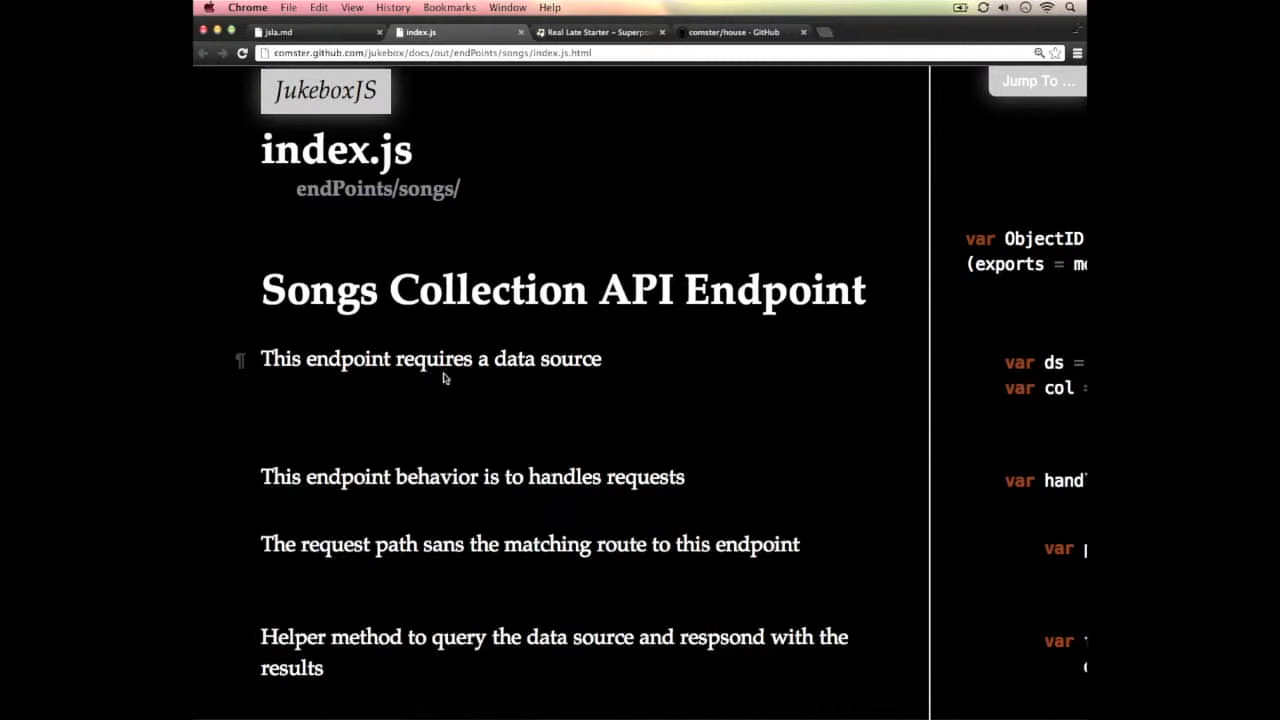 Chrome File Edit View History Bookmarks Window Help
jsla.md index.js Real Late Starter – Superpo comster/house · GitHub
comster.github.com/jukebox/docs/out/endPoints/songs/index.js.html
JukeboxJS
Jump To ...
index.js
endPoints/songs/
var ObjectID
(exports = mo
Songs Collection API Endpoint
¶ This endpoint requires a data source
var ds =
var col =
This endpoint behavior is to handles requests
var hand
The request path sans the matching route to this endpoint
var p
Helper method to query the data source and respsond with the
results
var